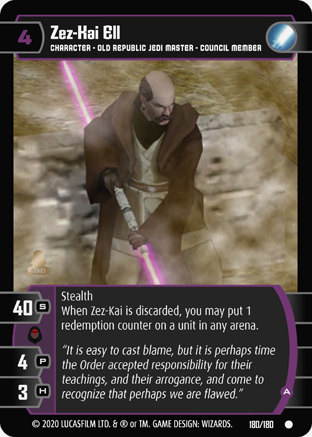 4
Zez-Kai Ell
CHARACTER • OLD REPUBLIC JEDI MASTER • COUNCIL MEMBER
40 S
4 P
3 H
Stealth
When Zez-Kai is discarded, you may put 1
redemption counter on a unit in any arena.
“It is easy to cast blame, but it is perhaps time
the Order accepted responsibility for their
teachings, and their arrogance, and come to
recognize that perhaps we are flawed.”
A
© 2020 LUCASFILM LTD. & ® or TM. GAME DESIGN: WIZARDS.
180/180